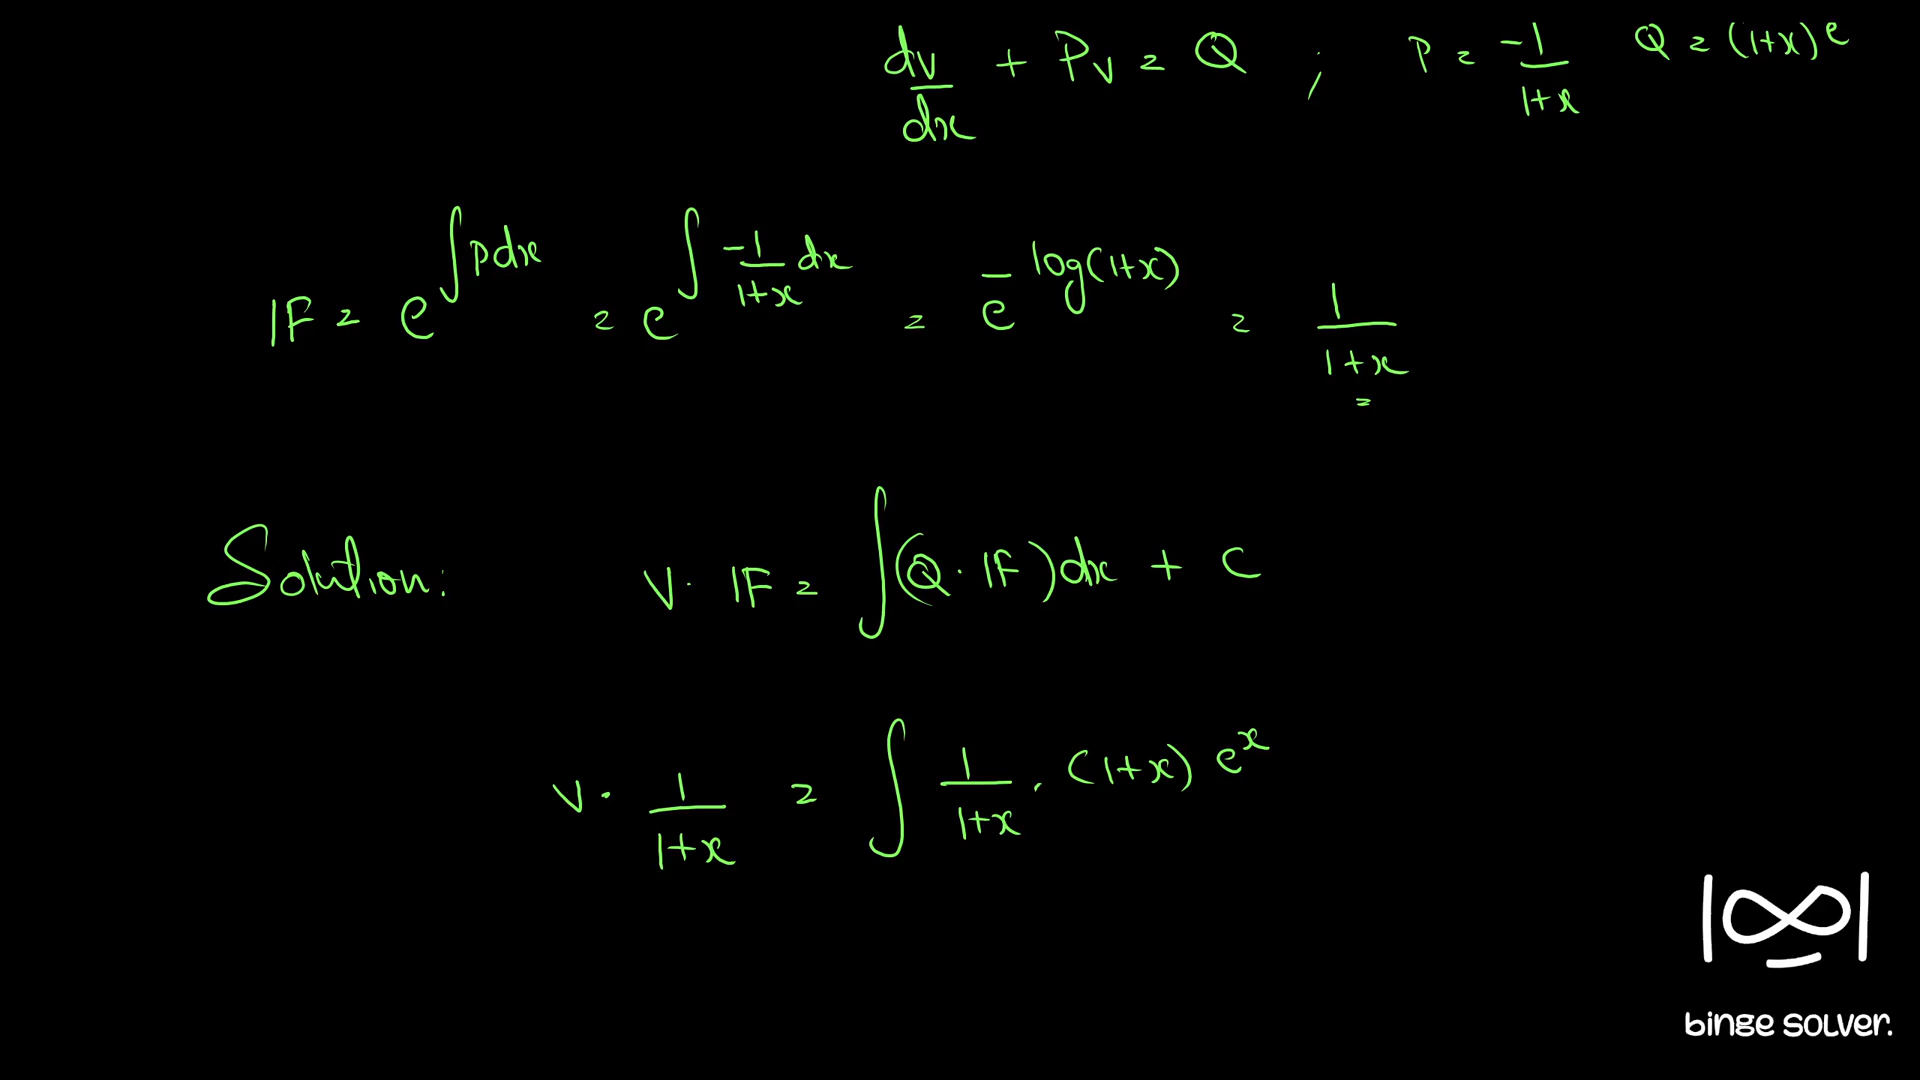 dv/dx + Pv = Q ; P = -1/(1+x) Q = (1+x)e
IF = e^∫Pdx = e^∫ -1/(1+x) dx = e^-log(1+x) = 1/(1+x)
Solution: V. IF = ∫(Q. IF)dx + C
V. 1/(1+x) = ∫ 1/(1+x) . (1+x) e^x
binge solver.